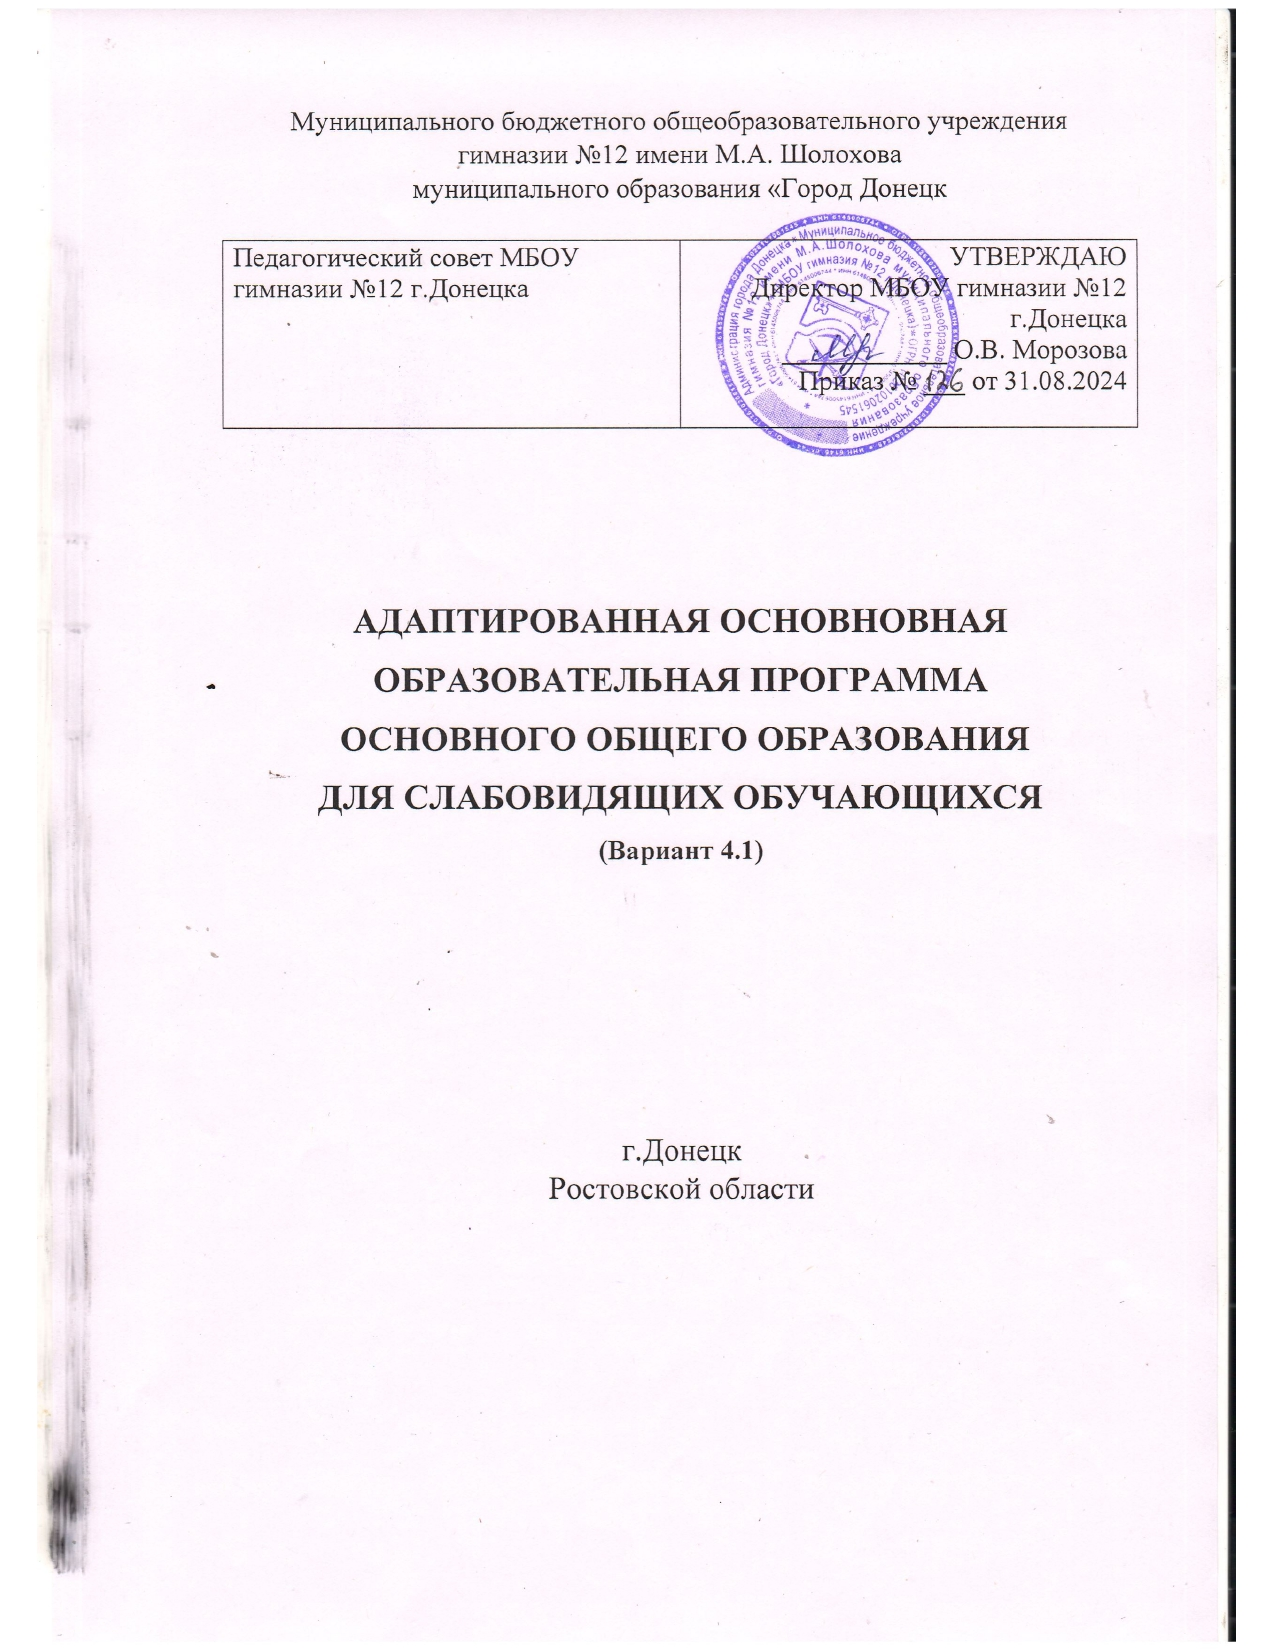 Муниципального бюджетного общеобразовательного учреждения
гимназии №12 имени М.А. Шолохова
муниципального образования «Город Донецк
Педагогический совет МБОУ
гимназии №12 г.Донецка
УТВЕРЖДАЮ
Директор МБОУ гимназии №12
г.Донецка
О.В. Морозова
Приказ № 126 от 31.08.2024
АДАПТИРОВАННАЯ ОСНОВНОВНАЯ
ОБРАЗОВАТЕЛЬНАЯ ПРОГРАММА
ОСНОВНОГО ОБЩЕГО ОБРАЗОВАНИЯ
ДЛЯ СЛАБОВИДЯЩИХ ОБУЧАЮЩИХСЯ
(Вариант 4.1)
г.Донецк
Ростовской области